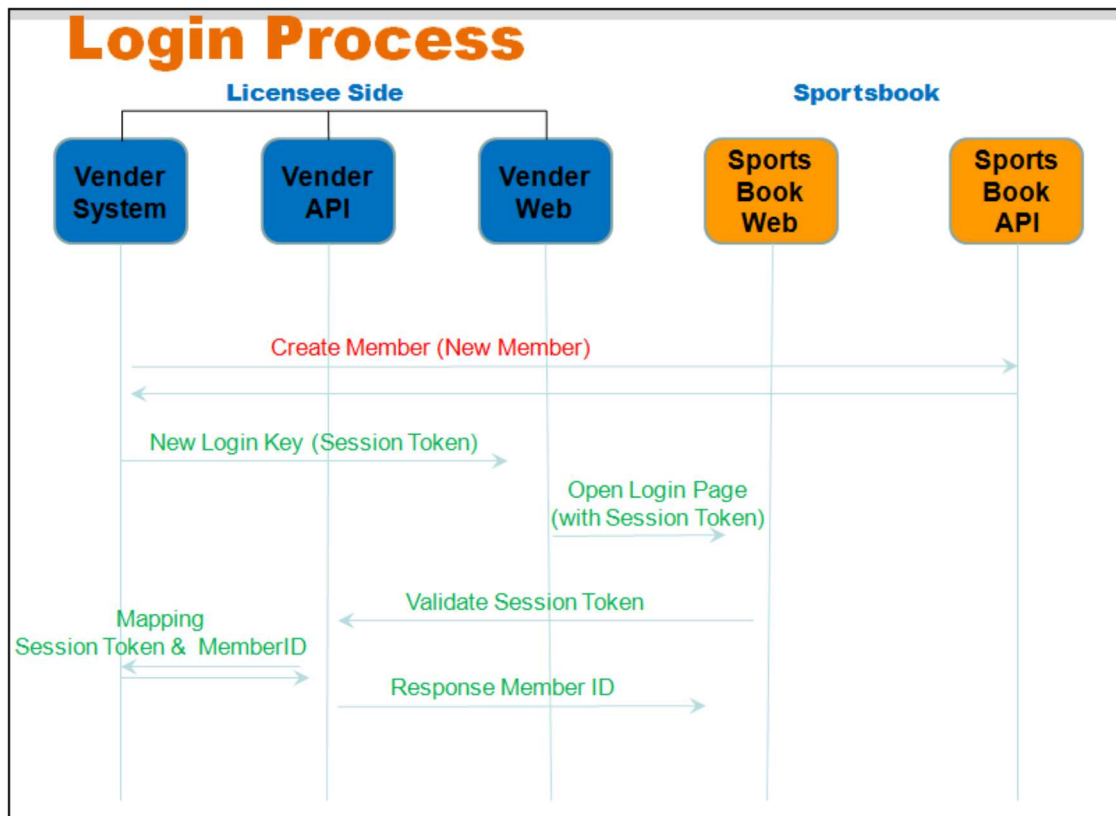 Login Process
Licensee Side
Sportsbook
Vender
System
Vender
API
Vender
Web
Sports
Book
Web
Sports
Book
API
Create Member (New Member)
New Login Key (Session Token)
Open Login Page
(with Session Token)
Validate Session Token
Mapping
Session Token & MemberID
Response Member ID